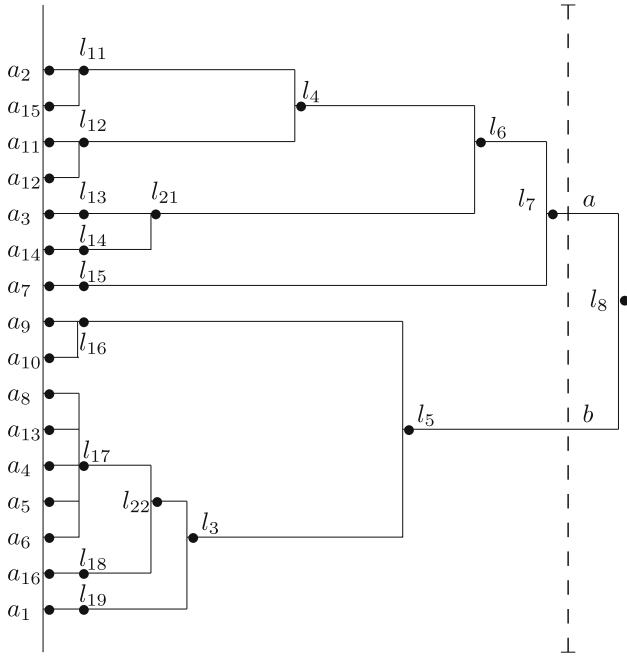 l₁₁
a₂
l₄
a₁₅
l₁₂
l₆
a₁₁
a₁₂
l₁₃ l₂₁
l₇ a
a₃
l₁₄
a₁₄
l₁₅
a₇
l₈
a₉
l₁₆
a₁₀
a₈
l₅ b
a₁₃
l₁₇
a₄
l₂₂
a₅
l₃
a₆
l₁₈
a₁₆
l₁₉
a₁